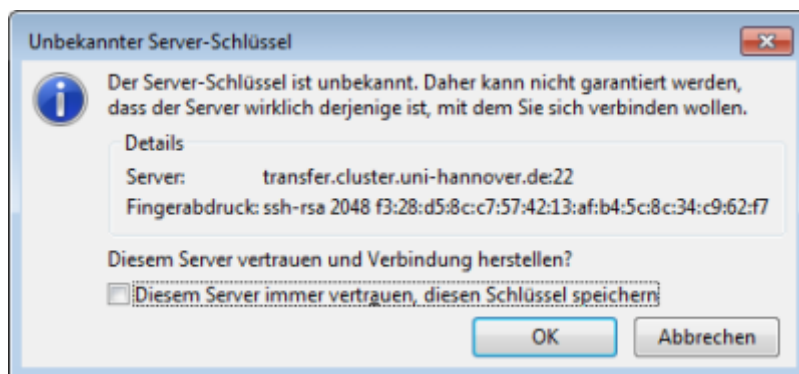 Unbekannter Server-Schlüssel
Der Server-Schlüssel ist unbekannt. Daher kann nicht garantiert werden,
dass der Server wirklich derjenige ist, mit dem Sie sich verbinden wollen.
Details
Server: transfer.cluster.uni-hannover.de:22
Fingerabdruck: ssh-rsa 2048 f3:28:d5:8c:c7:57:42:13:af:b4:5c:8c:34:c9:62:f7
Diesem Server vertrauen und Verbindung herstellen?
Diesem Server immer vertrauen, diesen Schlüssel speichern
OK Abbrechen